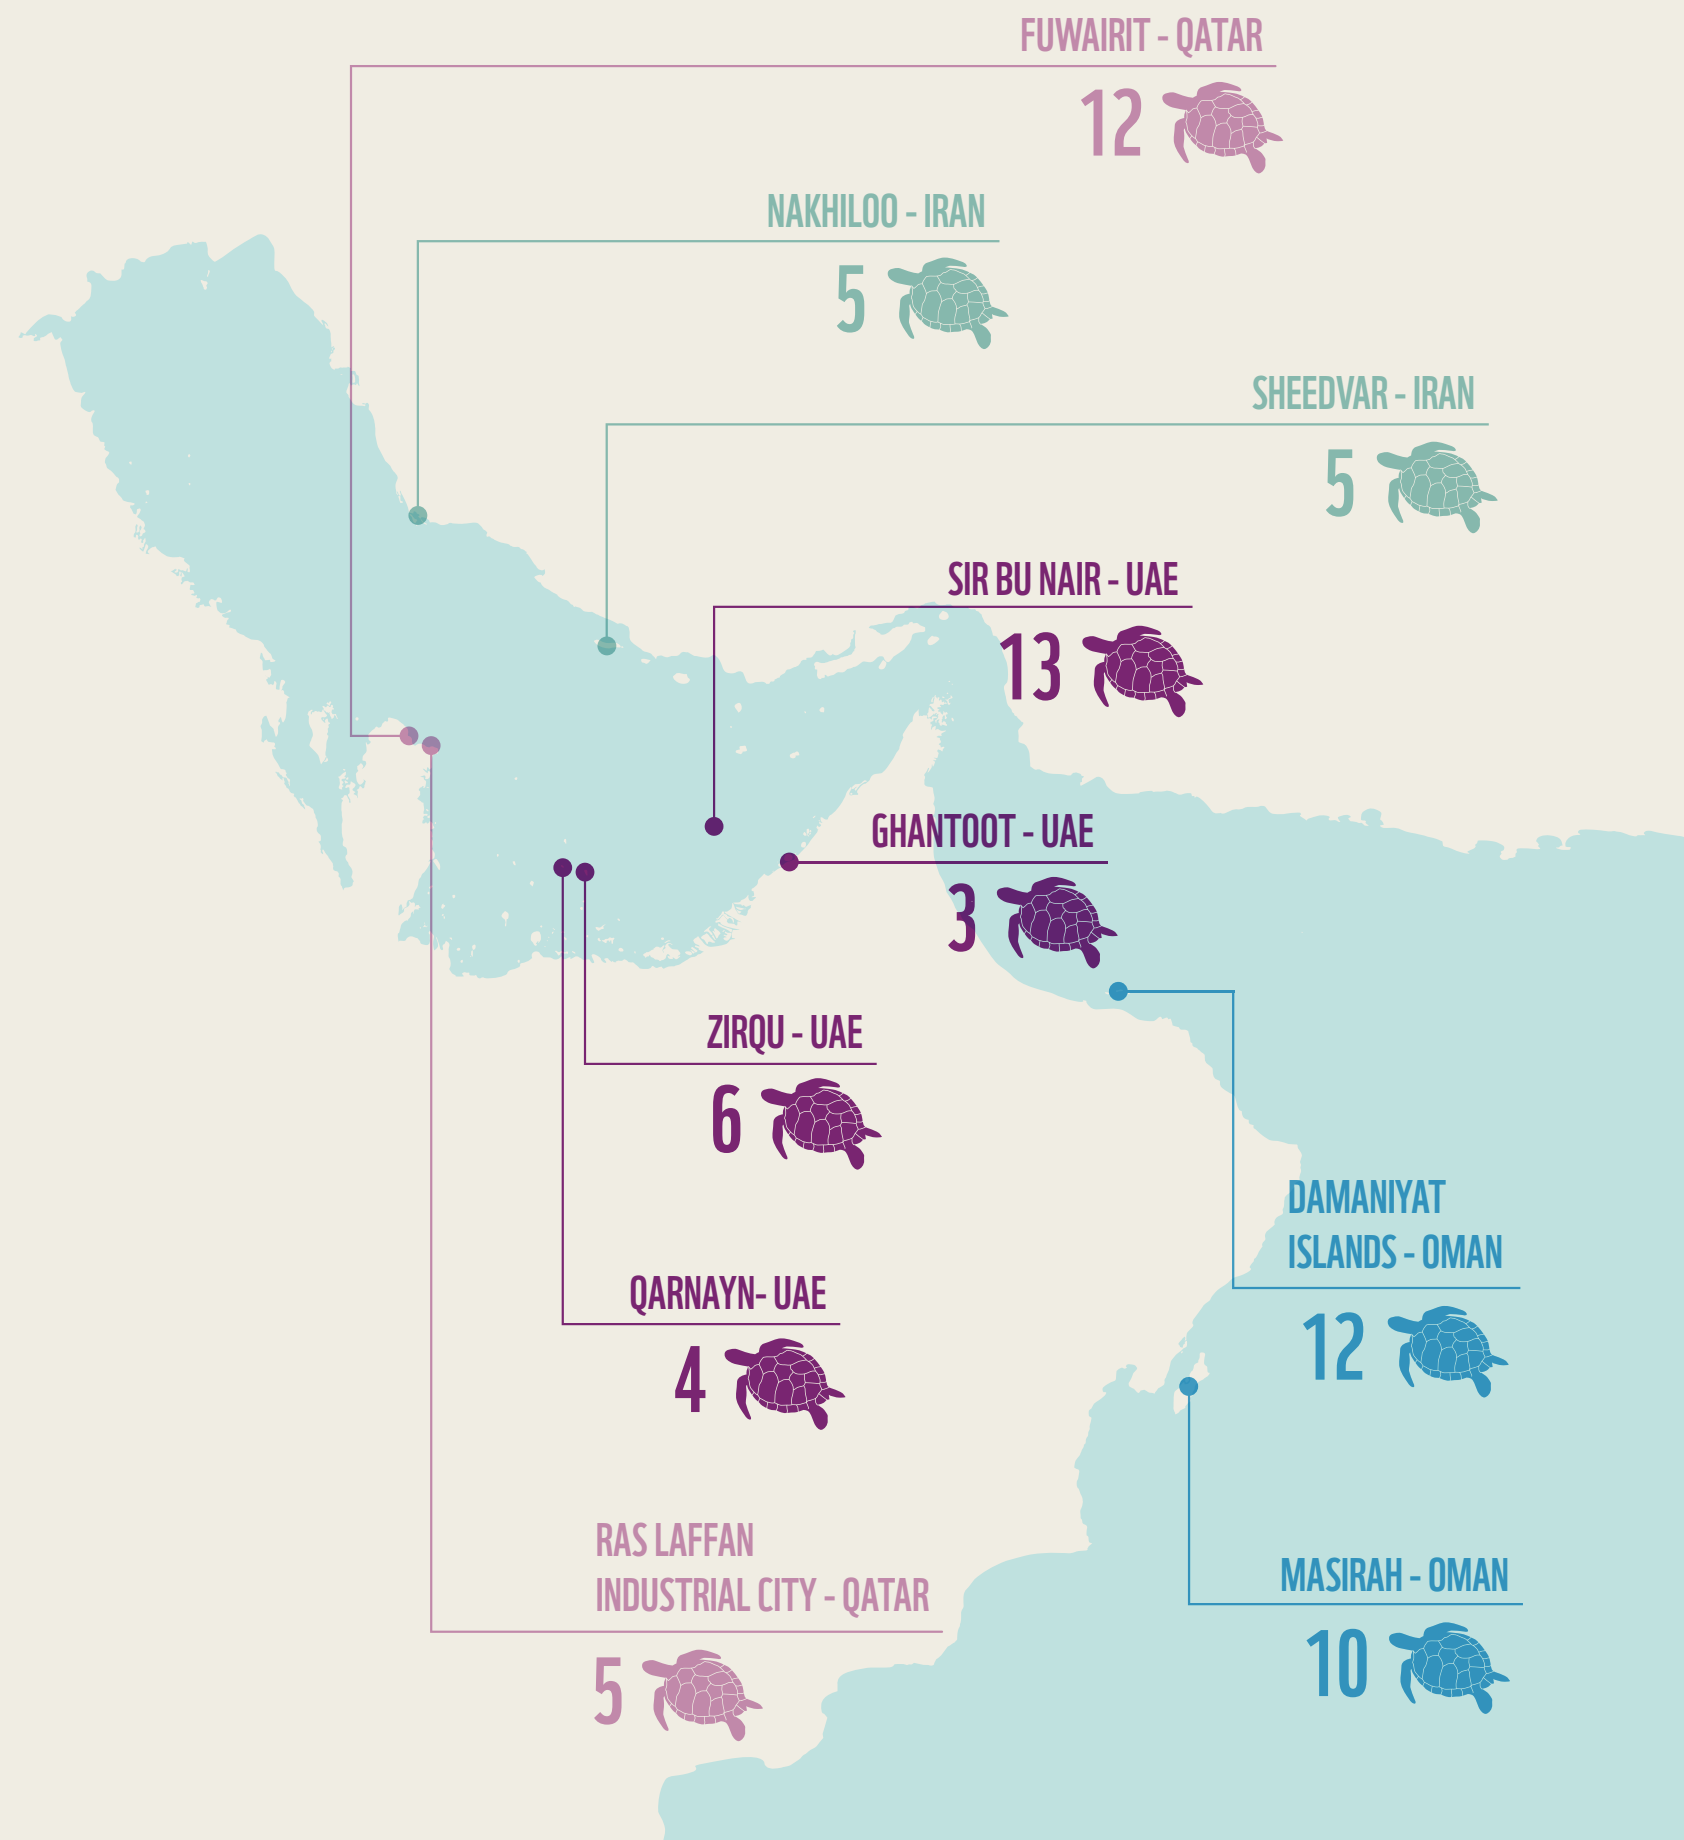 FUWAIRIT - QATAR
12
NAKHILOO - IRAN
5
SHEEDVAR - IRAN
5
SIR BU NAIR - UAE
13
GHANTOOT - UAE
3
ZIRQU - UAE
6
DAMANIYAT
ISLANDS - OMAN
12
QARNAYN- UAE
4
RAS LAFFAN
INDUSTRIAL CITY - QATAR
5
MASIRAH - OMAN
10